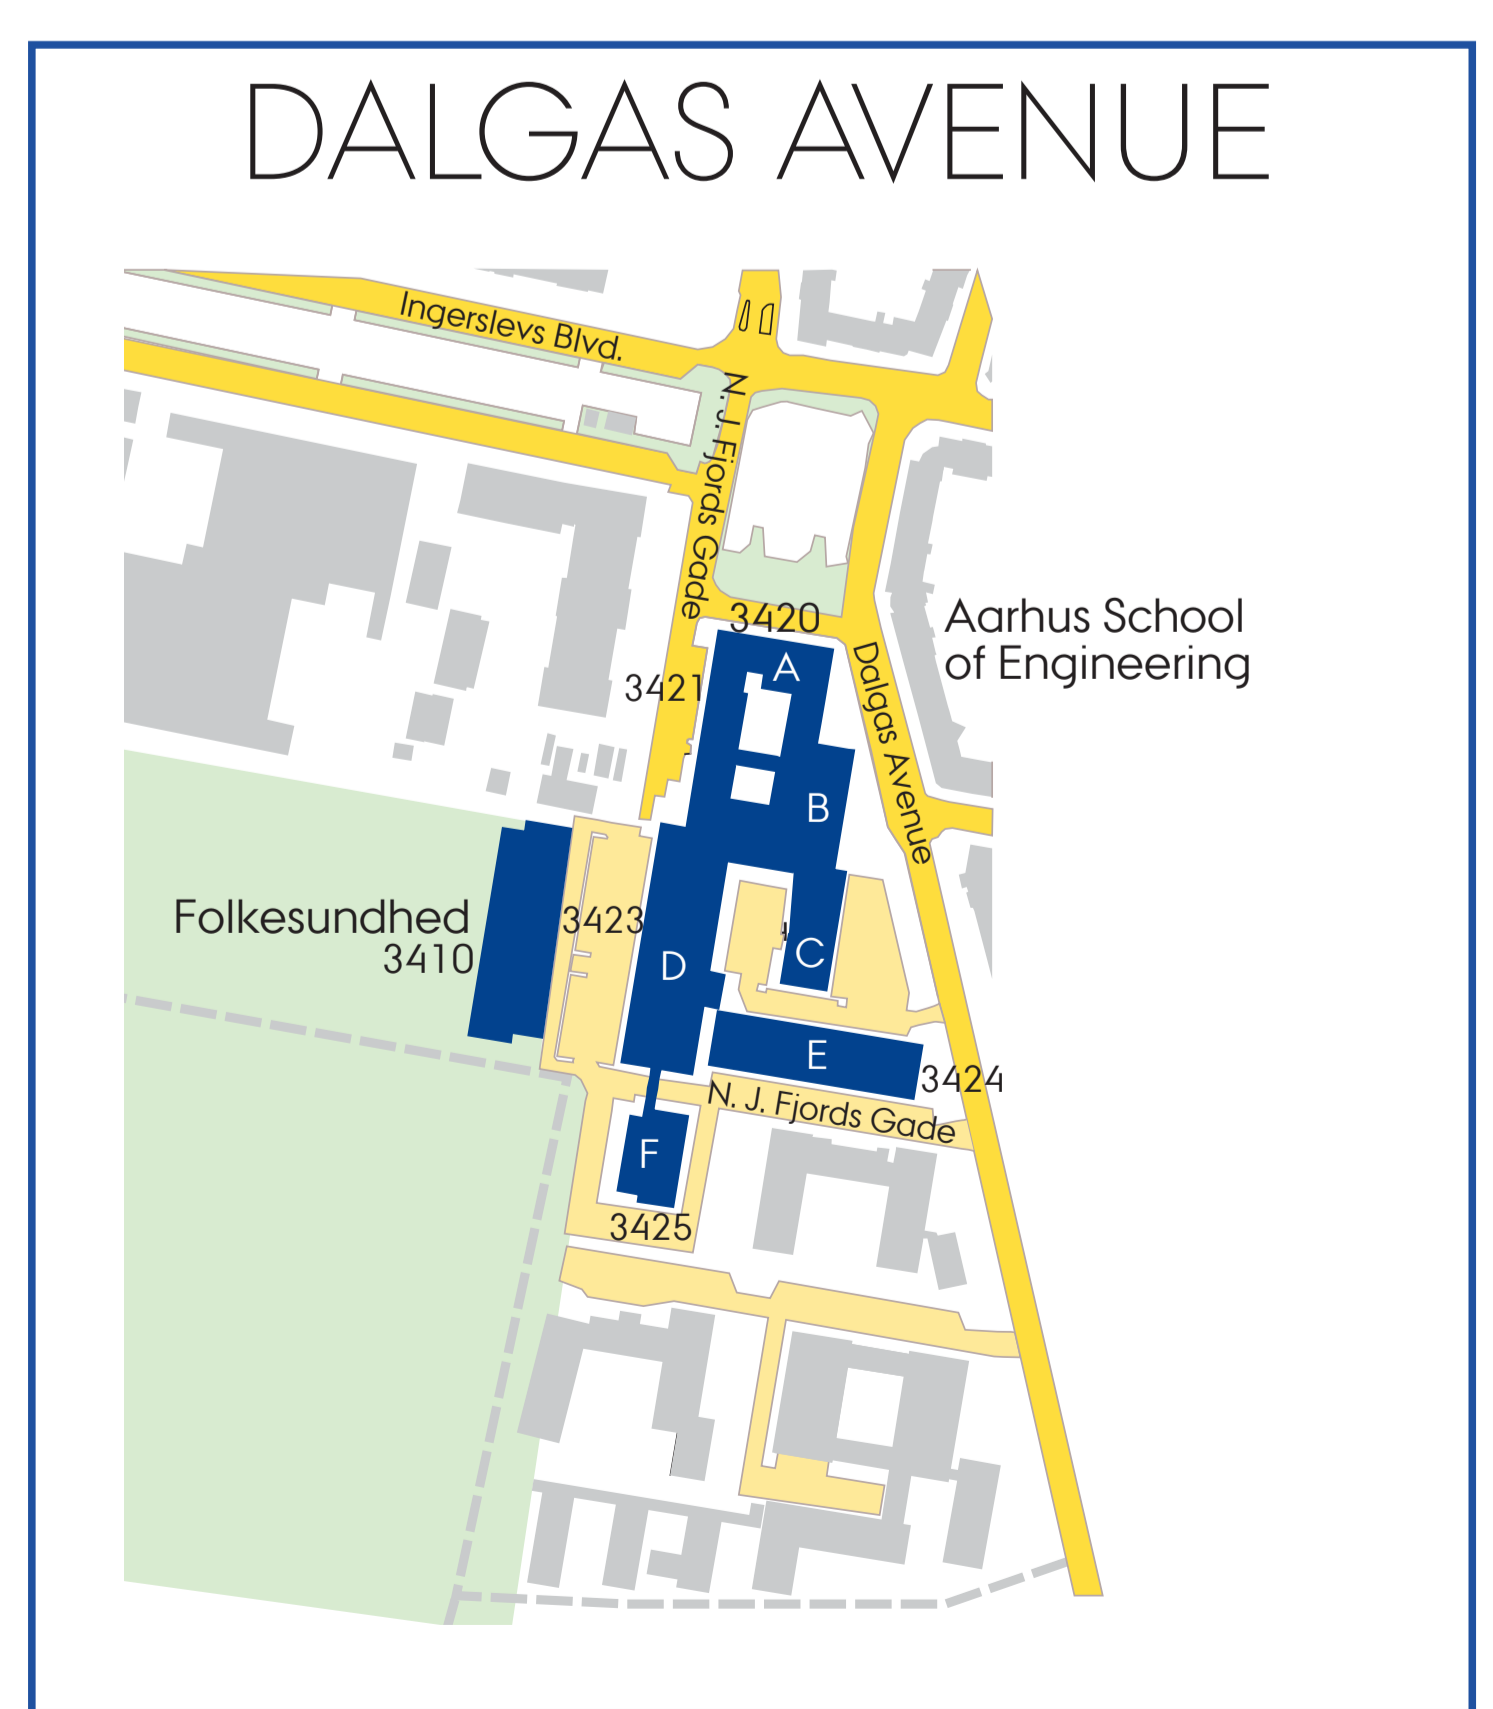 DALGAS AVENUE
Ingerslevs Blvd.
N. J. Fjords Gade
3420
Aarhus School
of Engineering
A
3421
Dalgas Avenue
B
Folkesundhed
3423
3410
D
C
E
3424
N. J. Fjords Gade
F
3425